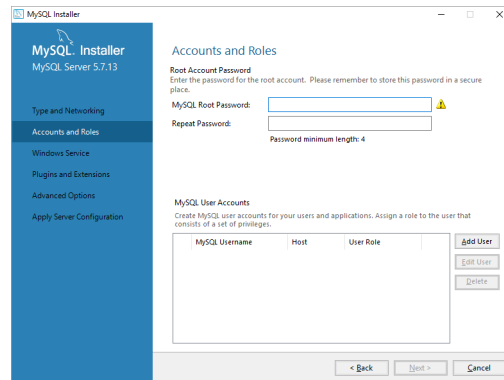 MySQL Installer
MySQL. Installer
MySQL Server 5.7.13
Type and Networking
Accounts and Roles
Windows Service
Plugins and Extensions
Advanced Options
Apply Server Configuration
Accounts and Roles
Root Account Password
Enter the password for the root account. Please remember to store this password in a secure
place.
MySQL Root Password:
Repeat Password:
Password minimum length: 4
MySQL User Accounts
Create MySQL user accounts for your users and applications. Assign a role to the user that
consists of a set of privileges.
MySQL Username Host User Role
Add User
Edit User
Delete
< Back Next > Cancel